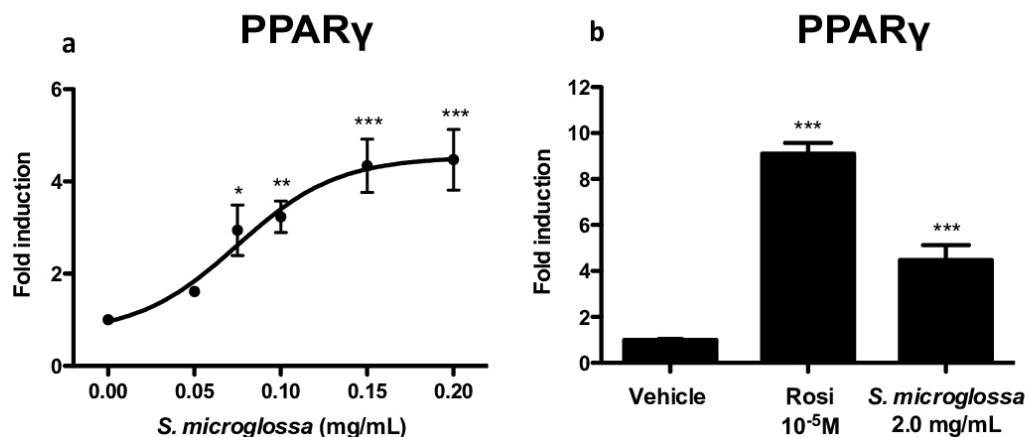 a
PPARγ
Fold induction
6
4
2
0
* ** *** ***
0.00 0.05 0.10 0.15 0.20
S. microglossa (mg/mL)
b
PPARγ
Fold induction
12
10
8
6
4
2
0
***
***
Vehicle Rosi S. microglossa
10⁻⁵M 2.0 mg/mL